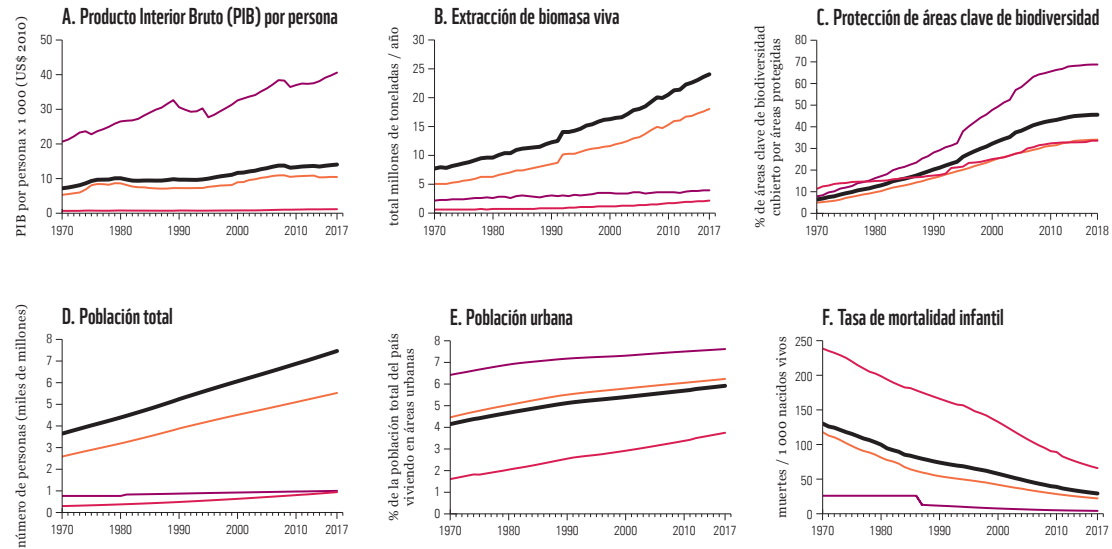 A. Producto Interior Bruto (PIB) por persona
PIB por persona x 1 000 (US$ 2010)
50
40
30
20
10
0
1970 1980 1990 2000 2010 2017
B. Extracción de biomasa viva
total millones de toneladas / año
30
25
20
15
10
5
0
1970 1980 1990 2000 2010 2017
C. Protección de áreas clave de biodiversidad
% de áreas clave de biodiversidad
cubierto por áreas protegidas
80
70
60
50
40
30
20
10
0
1970 1980 1990 2000 2010 2018
D. Población total
número de personas (miles de millones)
8
7
6
5
4
3
2
1
0
1970 1980 1990 2000 2010 2017
E. Población urbana
% de la población total del país
viviendo en áreas urbanas
8
7
6
5
4
3
2
1
0
1970 1980 1990 2000 2010 2017
F. Tasa de mortalidad infantil
muertes / 1 000 nacidos vivos
250
200
150
100
50
0
1970 1980 1990 2000 2010 2017